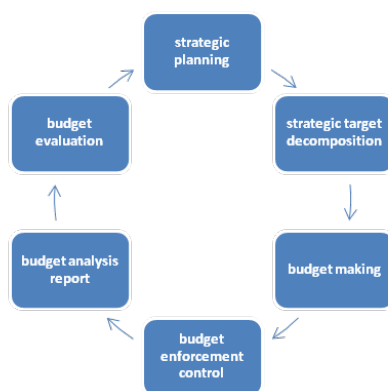 strategic
planning
strategic target
decomposition
budget making
budget
enforcement
control
budget analysis
report
budget
evaluation